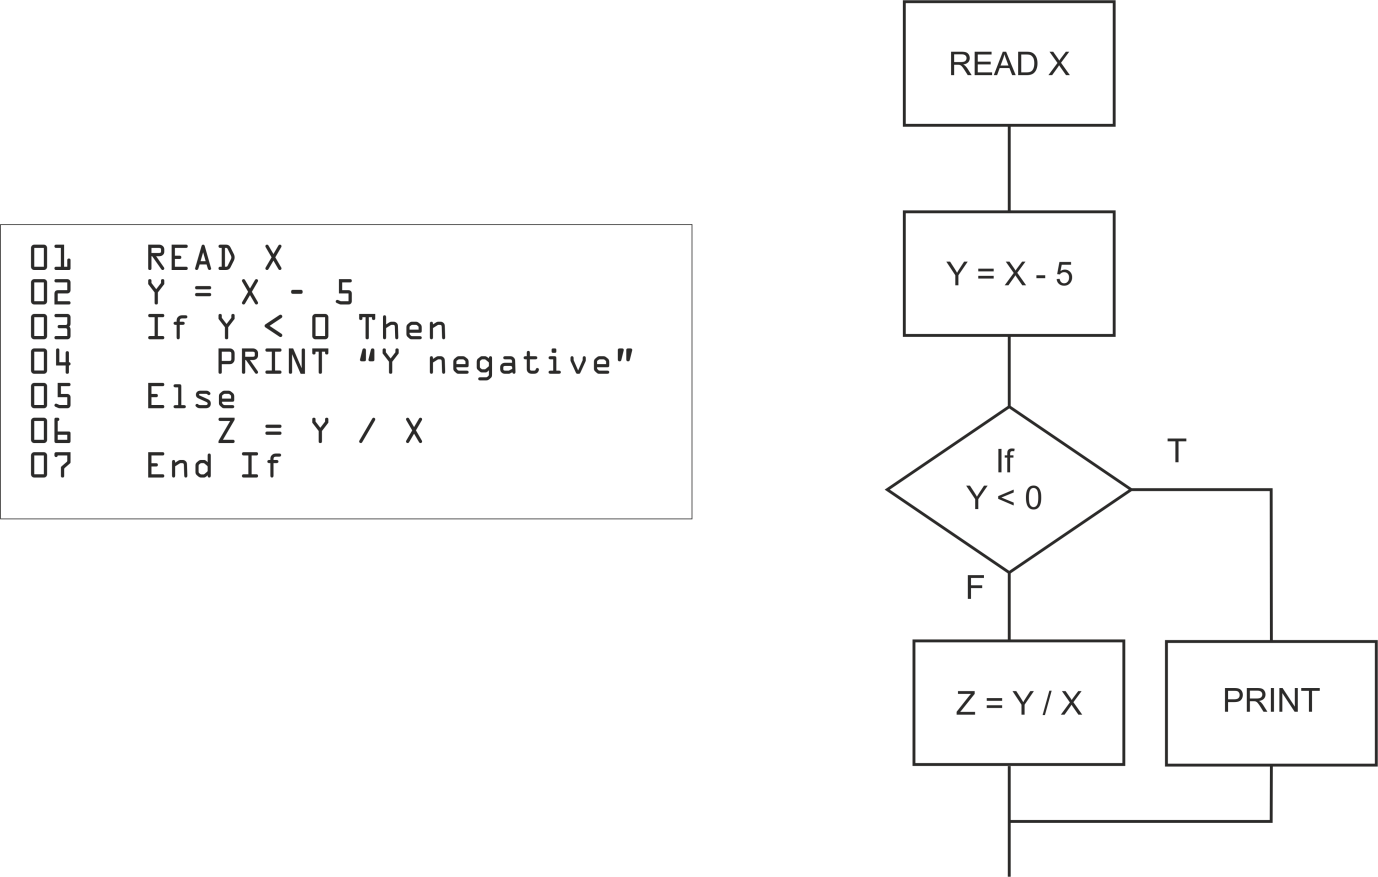 01 READ X
02 Y = X - 5
03 If Y < 0 Then
04 PRINT “Y negative”
05 Else
06 Z = Y / X
07 End If
READ X
Y = X - 5
If
Y < 0
T
F
Z = Y / X
PRINT